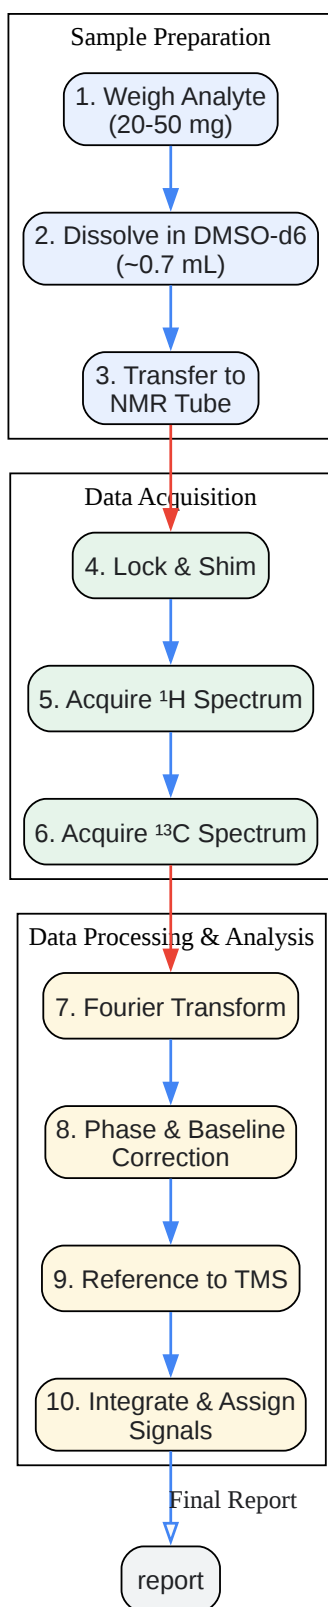 Sample Preparation
1. Weigh Analyte
(20-50 mg)
2. Dissolve in DMSO-d6
(~0.7 mL)
3. Transfer to
NMR Tube
Data Acquisition
4. Lock & Shim
5. Acquire ¹H Spectrum
6. Acquire ¹³C Spectrum
Data Processing & Analysis
7. Fourier Transform
8. Phase & Baseline
Correction
9. Reference to TMS
10. Integrate & Assign
Signals
Final Report
report